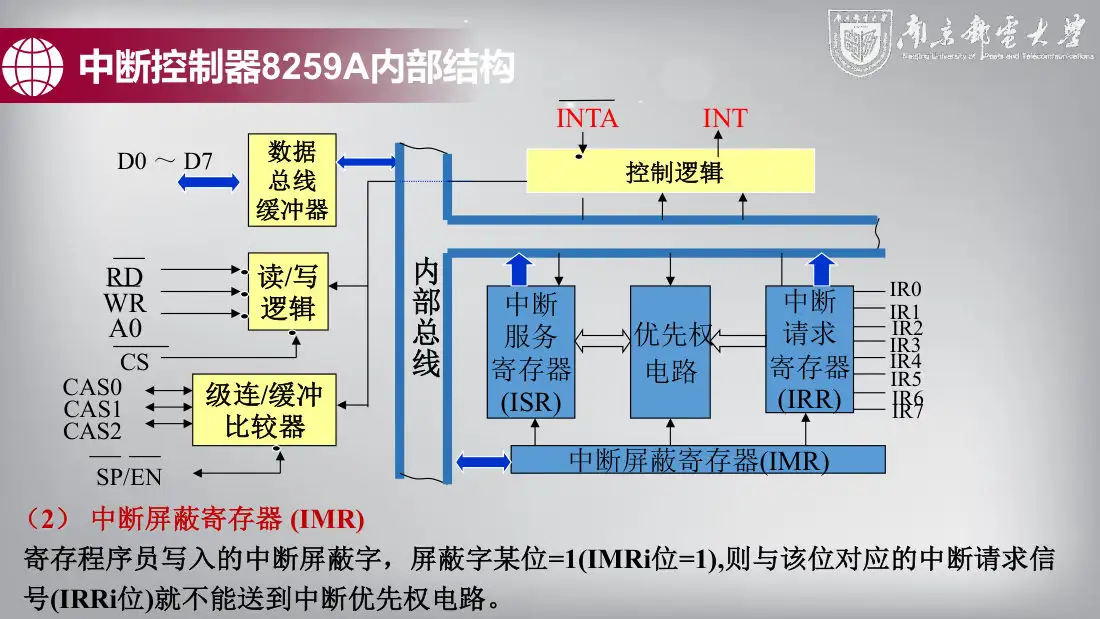 中断控制器8259A内部结构
南京邮电大学
Nanjing University of Posts and Telecommunications
INTA
INT
D0 ～ D7
数据
总线
缓冲器
控制逻辑
RD
WR
A0
CS
读/写
逻辑
内
部
总
线
CAS0
CAS1
CAS2
SP/EN
级连/缓冲
比较器
中断
服务
寄存器
(ISR)
优先权
电路
中断
请求
寄存器
(IRR)
IR0
IR1
IR2
IR3
IR4
IR5
IR6
IR7
中断屏蔽寄存器(IMR)
（2） 中断屏蔽寄存器 (IMR)
寄存程序员写入的中断屏蔽字，屏蔽字某位=1(IMRi位=1),则与该位对应的中断请求信
号(IRRi位)就不能送到中断优先权电路。